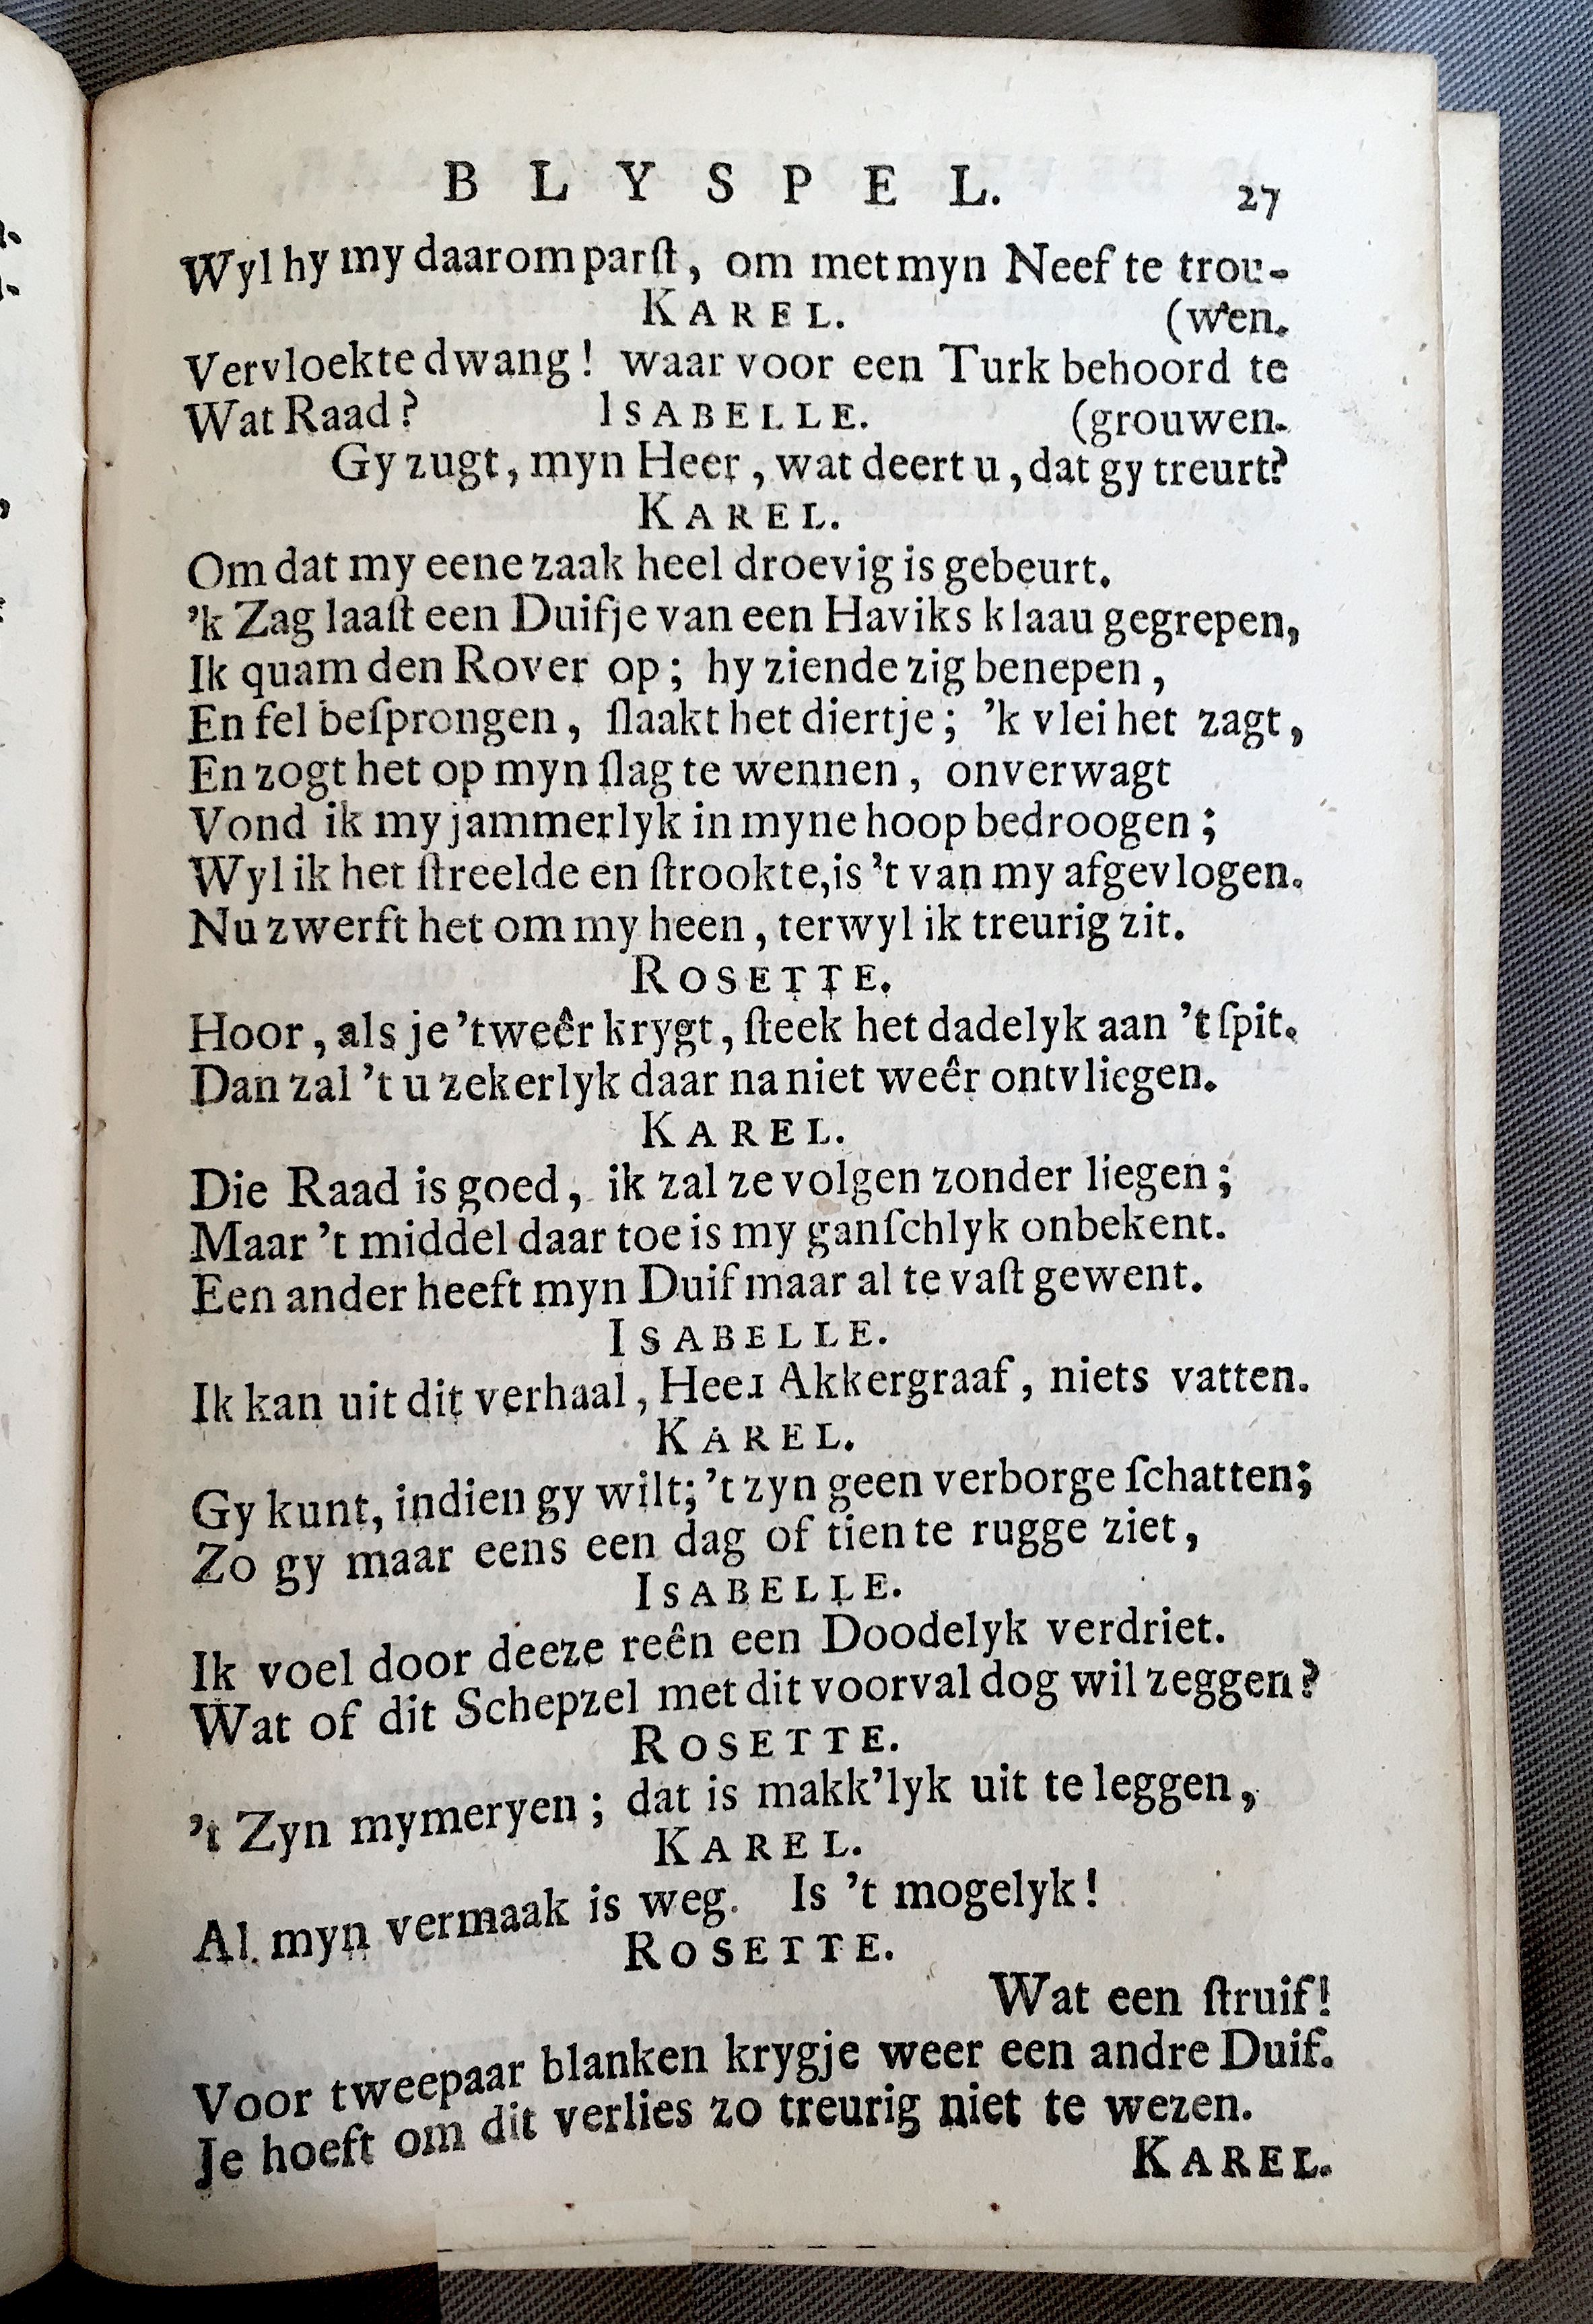 BLYSPEL. 27
Wyl hy my daarom parſt, om met myn Neef te trou-
KAREL. (wen.
Vervloekte dwang! waar voor een Turk behoord te
Wat Raad? ISABELLE. (grouwen.
Gy zugt, myn Heer, wat deert u, dat gy treurt?
KAREL.
Om dat my eene zaak heel droevig is gebeurt.
'k Zag laaſt een Duifje van een Haviks klaau gegrepen,
Ik quam den Rover op; hy ziende zig benepen,
En fel beſprongen, ſlaakt het diertje; 'k vlei het zagt,
En zogt het op myn ſlag te wennen, onverwagt
Vond ik my jammerlyk in myne hoop bedroogen;
Wyl ik het ſtreelde en ſtrookte, is 't van my afgevlogen.
Nu zwerft het om my heen, terwyl ik treurig zit.
ROSETTE.
Hoor, als je 't weêr krygt, ſteek het dadelyk aan 't ſpit.
Dan zal 't u zekerlyk daar na niet weêr ontvliegen.
KAREL.
Die Raad is goed, ik zal ze volgen zonder liegen;
Maar 't middel daar toe is my ganſchlyk onbekent.
Een ander heeft myn Duif maar al te vaſt gewent.
ISABELLE.
Ik kan uit dit verhaal, Heer Akkergraaf, niets vatten.
KAREL.
Gy kunt, indien gy wilt; 't zyn geen verborge ſchatten;
Zo gy maar eens een dag of tien te rugge ziet,
ISABELLE.
Ik voel door deeze reên een Doodelyk verdriet.
Wat of dit Schepzel met dit voorval dog wil zeggen?
ROSETTE.
't Zyn mymeryen; dat is makk'lyk uit te leggen,
KAREL.
Al myn vermaak is weg. Is 't mogelyk!
ROSETTE.
Wat een ſtruif!
Voor tweepaar blanken krygje weer een andre Duif.
Je hoeft om dit verlies zo treurig niet te wezen.
KAREL.